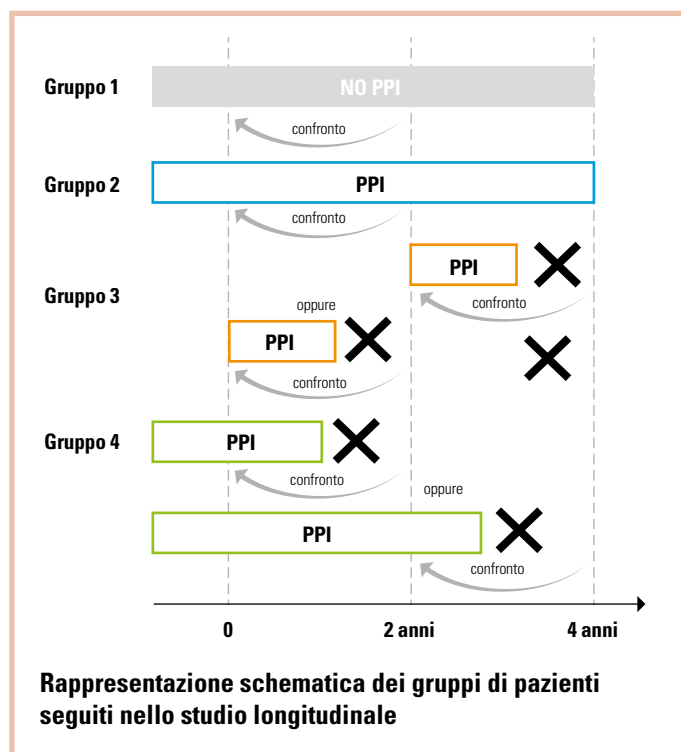 Gruppo 1
NO PPI
confronto
Gruppo 2
PPI
confronto
Gruppo 3
PPI
confronto
oppure
PPI
confronto
Gruppo 4
PPI
confronto
oppure
PPI
confronto
0 2 anni 4 anni
Rappresentazione schematica dei gruppi di pazienti
seguiti nello studio longitudinale